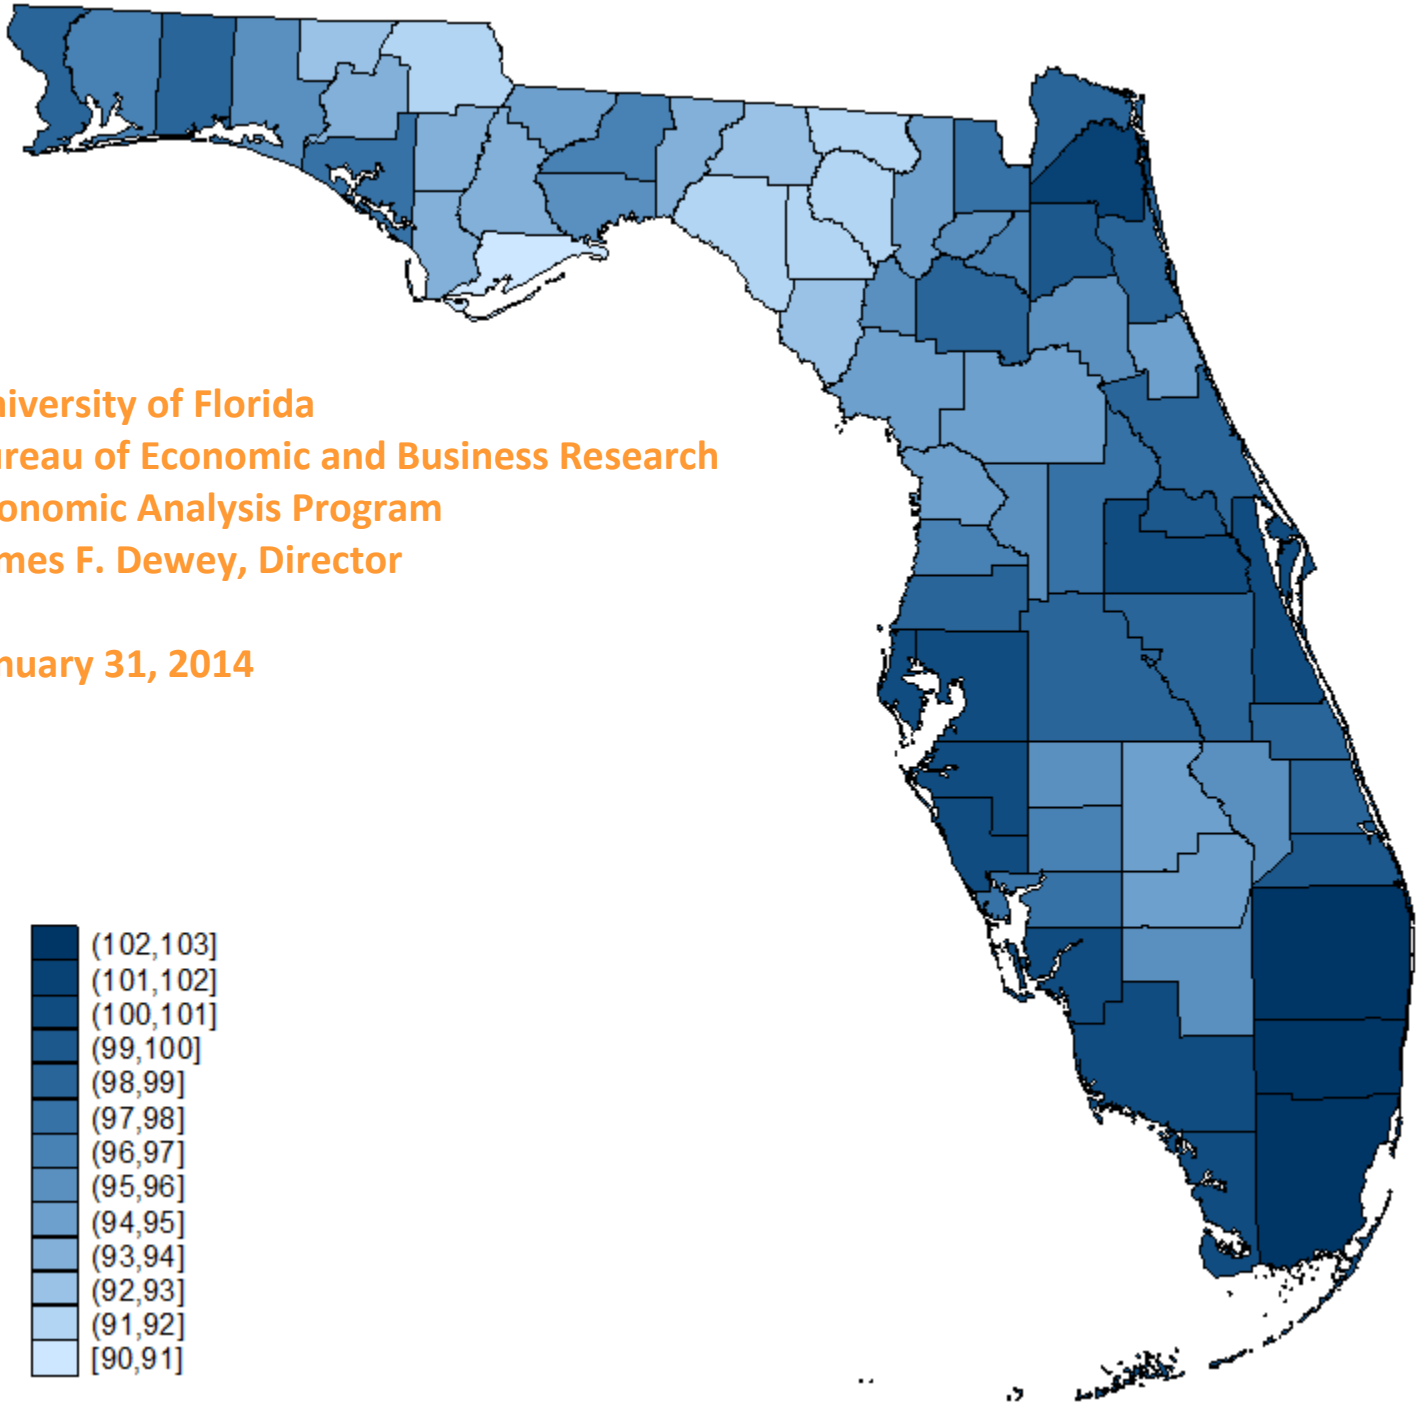 niversity of Florida
ureau of Economic and Business Research
onomic Analysis Program
mes F. Dewey, Director
nuary 31, 2014
(102,103]
(101,102]
(100,101]
(99,100]
(98,99]
(97,98]
(96,97]
(95,96]
(94,95]
(93,94]
(92,93]
(91,92]
[90,91]